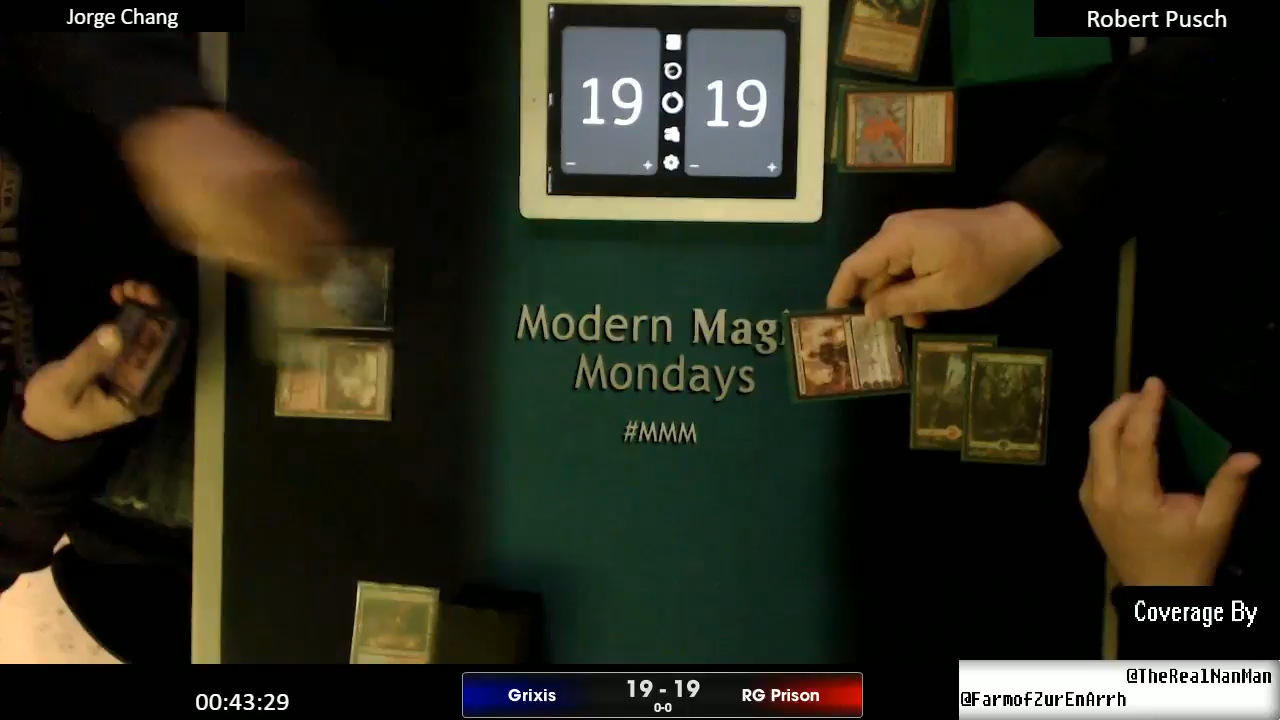 Jorge Chang
Robert Pusch
19
19
Modern Mag
Mondays
#MMM
Coverage By
@TheRealNanMan
@FarmofZurEnArrh
00:43:29
Grixis
19 - 19
0-0
RG Prison